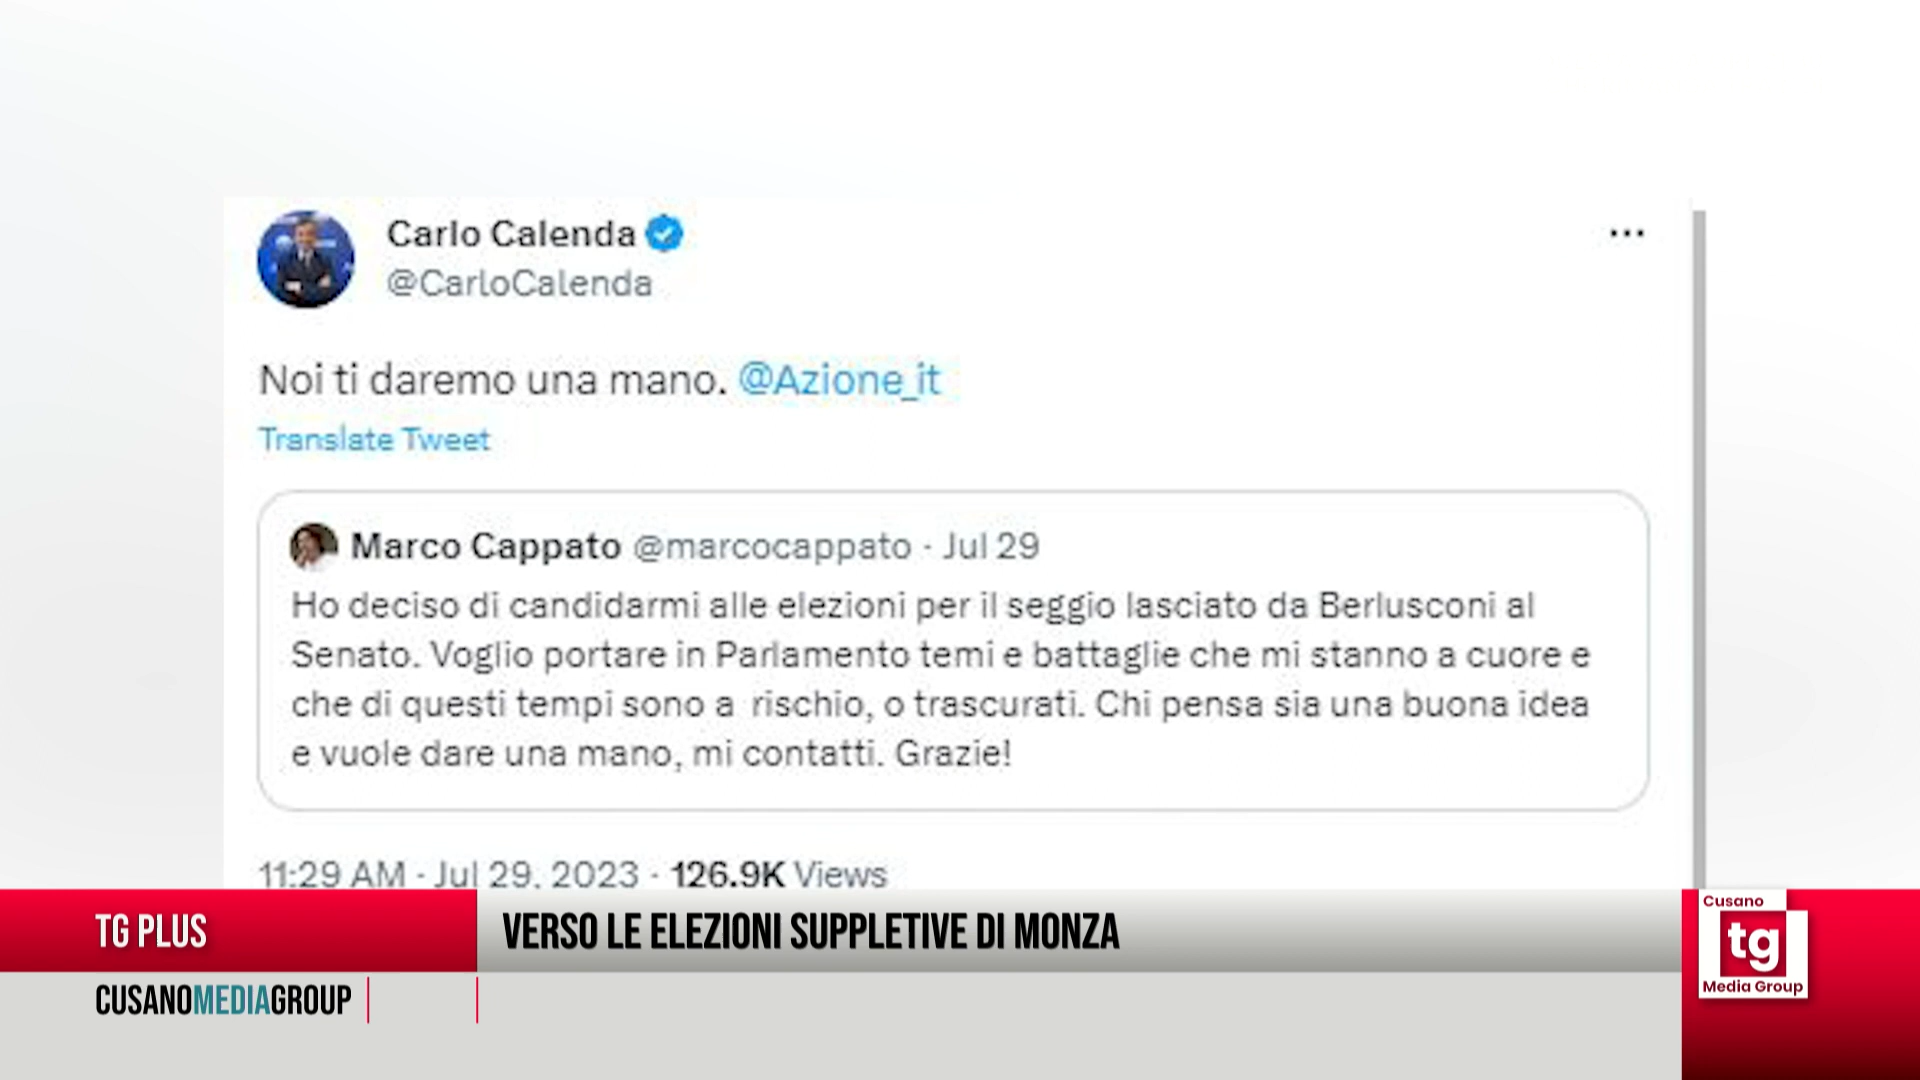 Carlo Calenda
@CarloCalenda
Noi ti daremo una mano. @Azione_it
Translate Tweet
Marco Cappato @marcocappato · Jul 29
Ho deciso di candidarmi alle elezioni per il seggio lasciato da Berlusconi al
Senato. Voglio portare in Parlamento temi e battaglie che mi stanno a cuore e
che di questi tempi sono a rischio, o trascurati. Chi pensa sia una buona idea
e vuole dare una mano, mi contatti. Grazie!
11:29 AM · Jul 29, 2023 · 126.9K Views
TG PLUS
VERSO LE ELEZIONI SUPPLETIVE DI MONZA
CUSANOMEDIAGROUP
Cusano
tg
Media Group